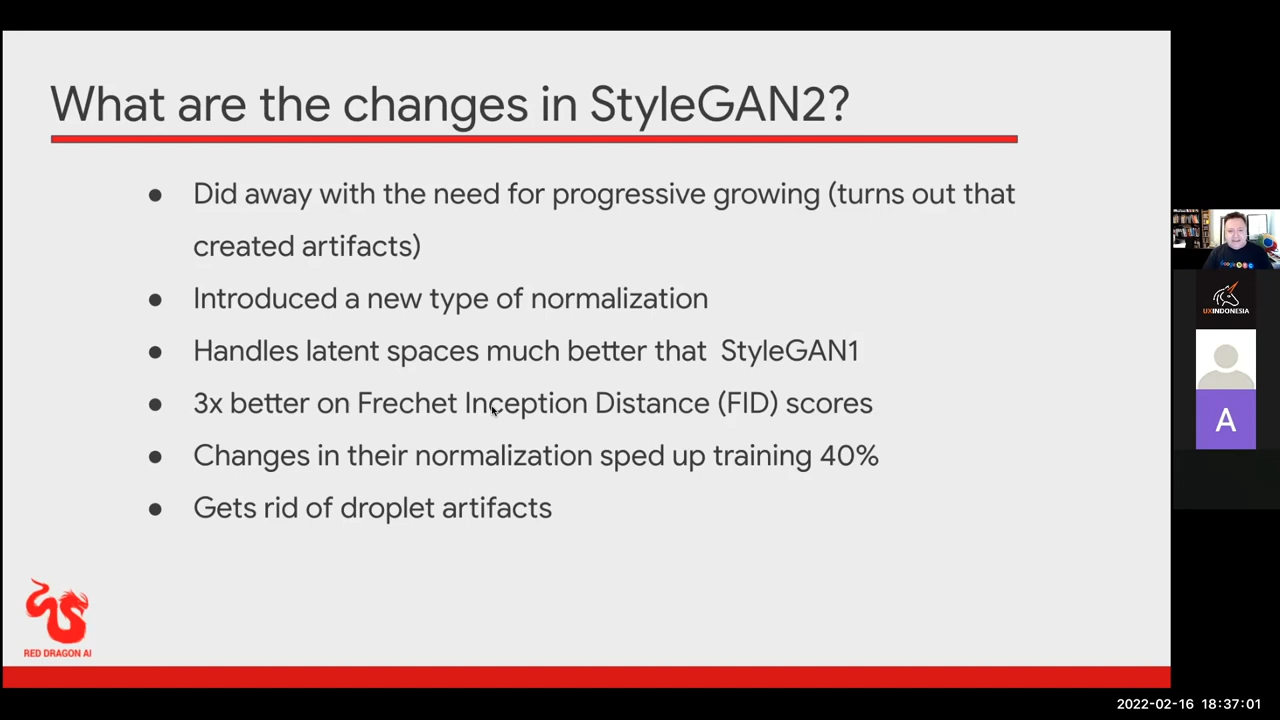 What are the changes in StyleGAN2?
● Did away with the need for progressive growing (turns out that
created artifacts)
● Introduced a new type of normalization
● Handles latent spaces much better that  StyleGAN1
● 3x better on Frechet Inception Distance (FID) scores
● Changes in their normalization sped up training 40%
● Gets rid of droplet artifacts
RED DRAGON AI
UXINDONESIA
A
2022-02-16 18:37:01